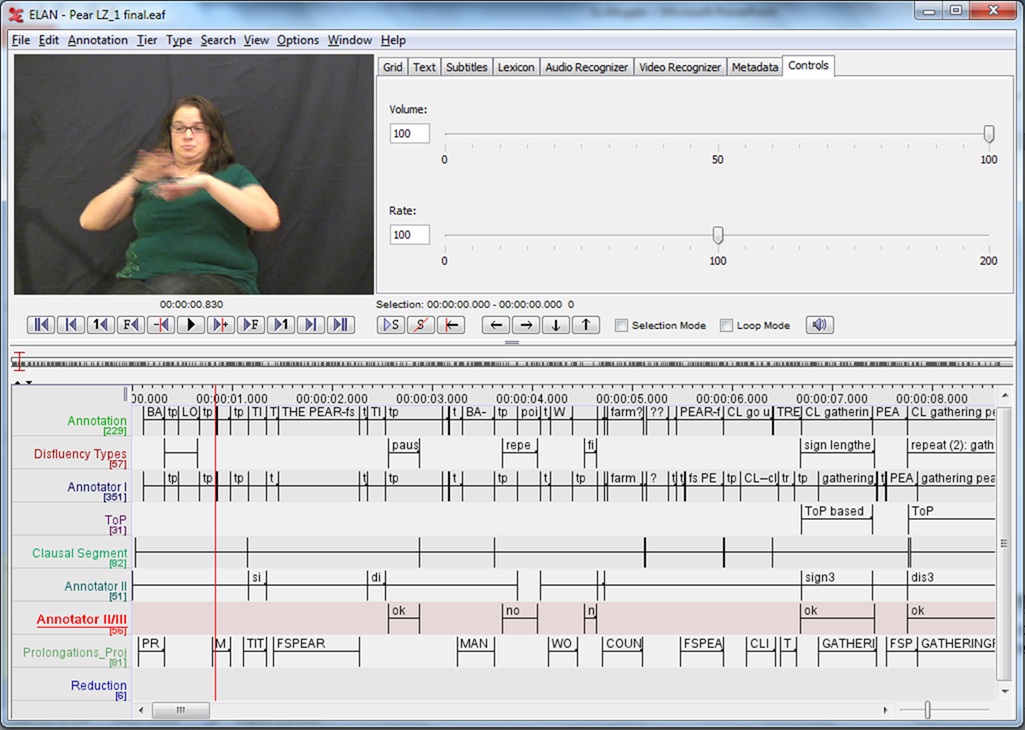 ELAN - Pear LZ_1 final.eaf
File Edit Annotation Tier Type Search View Options Window Help
Grid Text Subtitles Lexicon Audio Recognizer Video Recognizer Metadata Controls
Volume:
100
0 50 100
Rate:
100
0 100 200
00:00:00.830
Selection: 00:00:00.000 - 00:00:00.000 0
Selection Mode Loop Mode
00.000 00:00:01.000 00:00:02.000 00:00:03.000 00:00:04.000 00:00:05.000 00:00:06.000 00:00:07.000 00:00:08.000
Annotation
[229]
BA tp LO tp tp TI T THE PEAR-fs t TI tp t BA- tp poi t W farm? ?? PEAR-f CL go u TRE CL gatherin PEA CL gathering pe
Disfluency Types
[57]
paus repe fi sign lengthe repeat (2): gath
Annotator I
[351]
tp tp tp t t tp t tp t tp farm ? t t fs PE tp CL--cl tr tp gathering t PEA gathering pea
ToP
[31]
ToP based ToP
Clausal Segment
[82]
Annotator II
[51]
si di sign3 dis3
Annotator II/III
[56]
ok no n ok ok
Prolongations_Proj
[81]
PR M TIT FSPEAR MAN WO COUN FSPEA CLI T GATHERI FSP GATHERING
Reduction
[6]